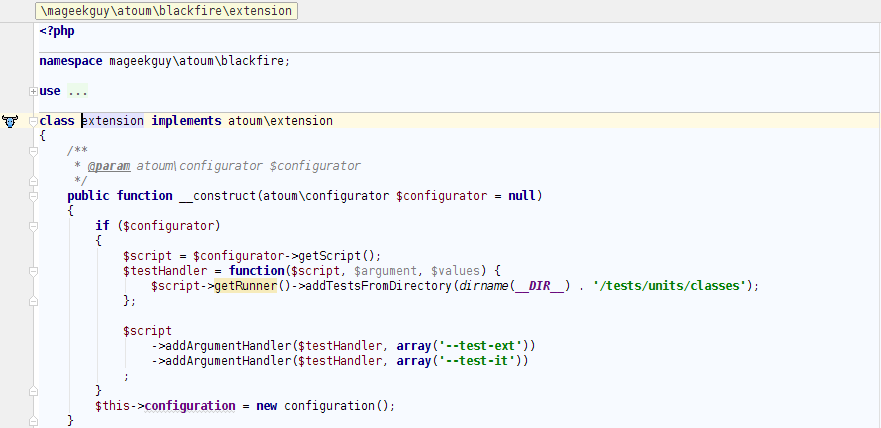 \mageekguy\atoum\blackfire\extension
<?php
namespace mageekguy\atoum\blackfire;
use ...
class extension implements atoum\extension
{
    /**
     * @param atoum\configurator $configurator
     */
    public function __construct(atoum\configurator $configurator = null)
    {
        if ($configurator)
        {
            $script = $configurator->getScript();
            $testHandler = function($script, $argument, $values) {
                $script->getRunner()->addTestsFromDirectory(dirname(__DIR__) . '/tests/units/classes');
            };
            $script
                ->addArgumentHandler($testHandler, array('--test-ext'))
                ->addArgumentHandler($testHandler, array('--test-it'))
            ;
        }
        $this->configuration = new configuration();
    }